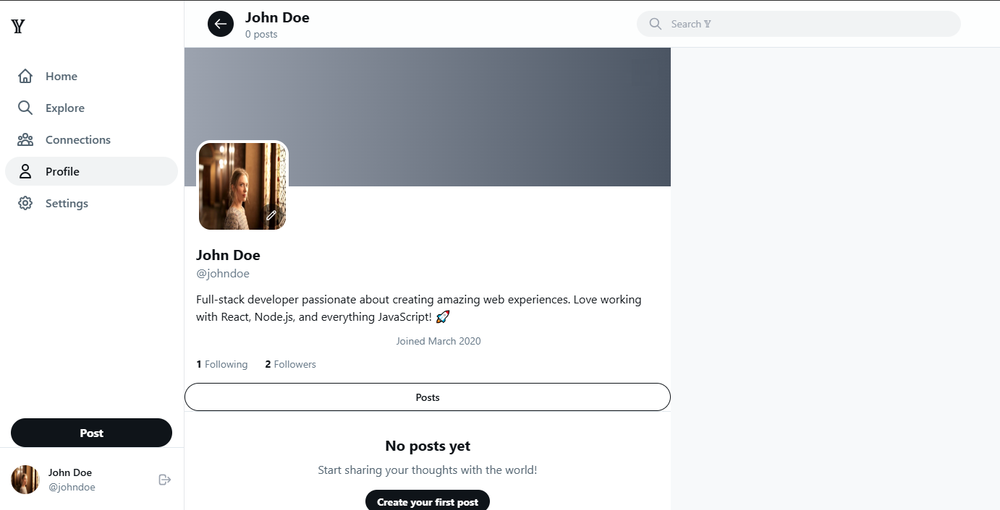 𝕐
Home
Explore
Connections
Profile
Settings
Post
John Doe
@johndoe
John Doe
0 posts
Search 𝕐
John Doe
@johndoe
Full-stack developer passionate about creating amazing web experiences. Love working
with React, Node.js, and everything JavaScript! 🚀
Joined March 2020
1 Following 2 Followers
Posts
No posts yet
Start sharing your thoughts with the world!
Create your first post